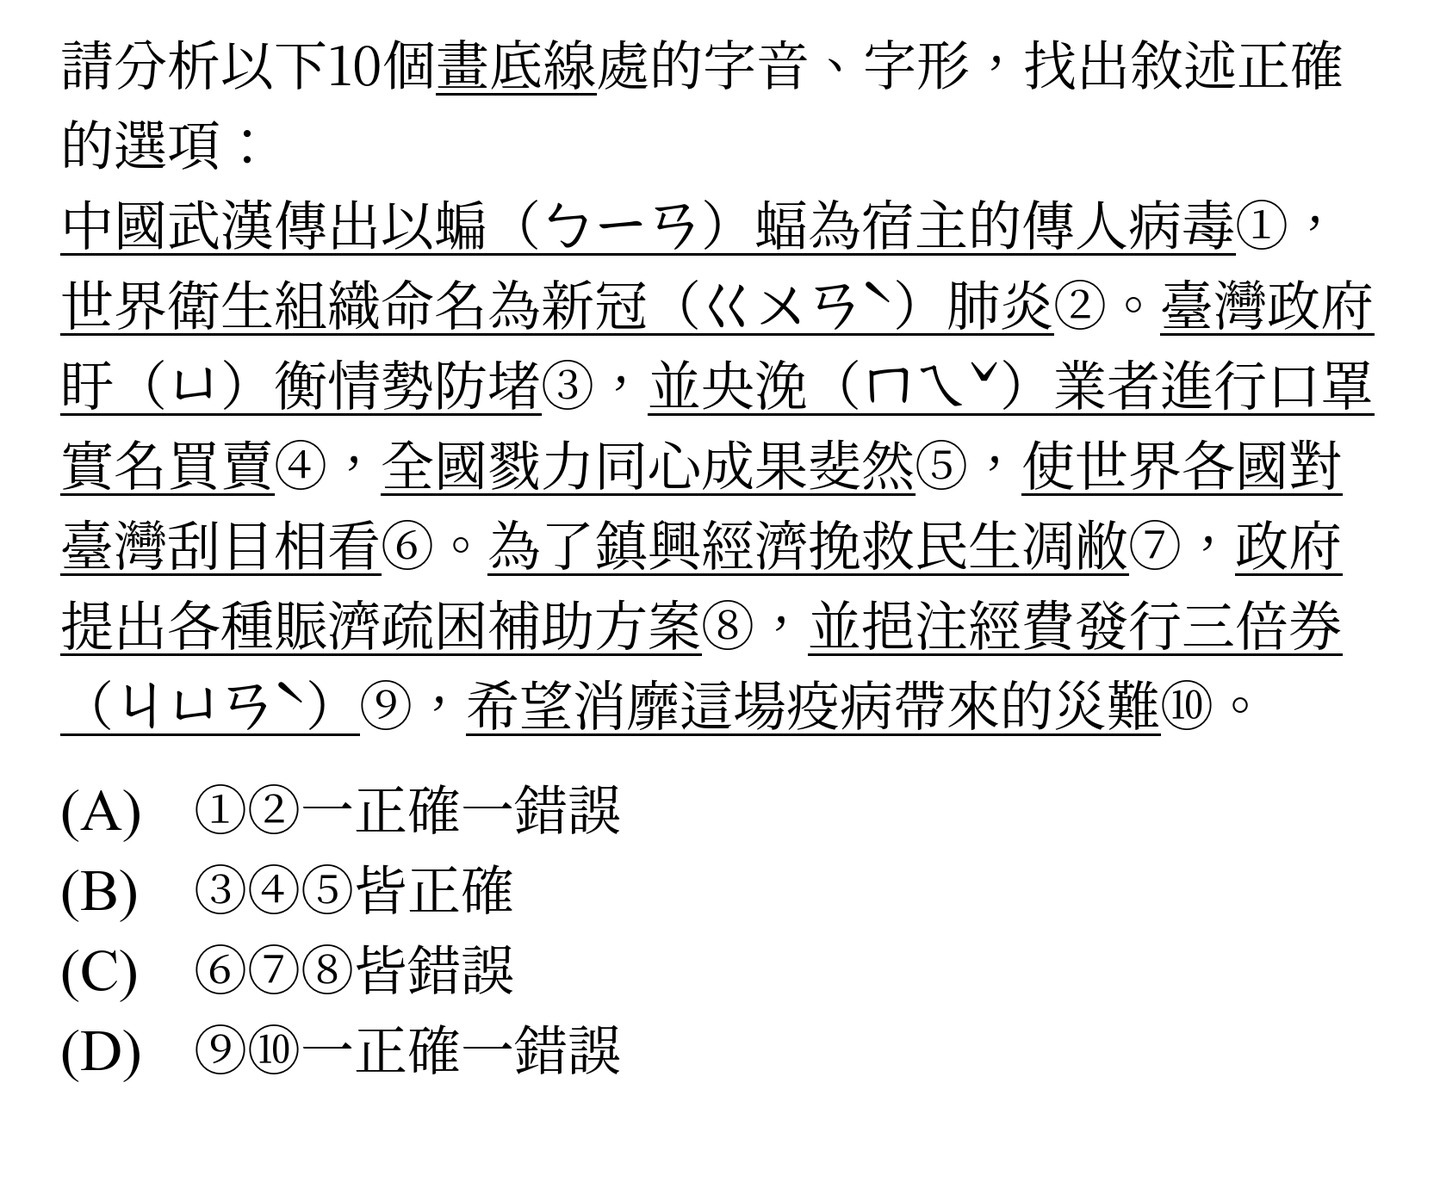 請分析以下10個畫底線處的字音、字形，找出敘述正確
的選項：
中國武漢傳出以蝙（ㄅㄧㄢ）蝠為宿主的傳人病毒①，
世界衛生組織命名為新冠（ㄍㄨㄢˋ）肺炎②。臺灣政府
盱（ㄩ）衡情勢防堵③，並央浼（ㄇㄟˇ）業者進行口罩
實名買賣④，全國戮力同心成果斐然⑤，使世界各國對
臺灣刮目相看⑥。為了鎮興經濟挽救民生凋敝⑦，政府
提出各種賑濟疏困補助方案⑧，並挹注經費發行三倍券
（ㄐㄩㄢˋ）⑨，希望消靡這場疫病帶來的災難⑩。
(A) ①②一正確一錯誤
(B) ③④⑤皆正確
(C) ⑥⑦⑧皆錯誤
(D) ⑨⑩一正確一錯誤